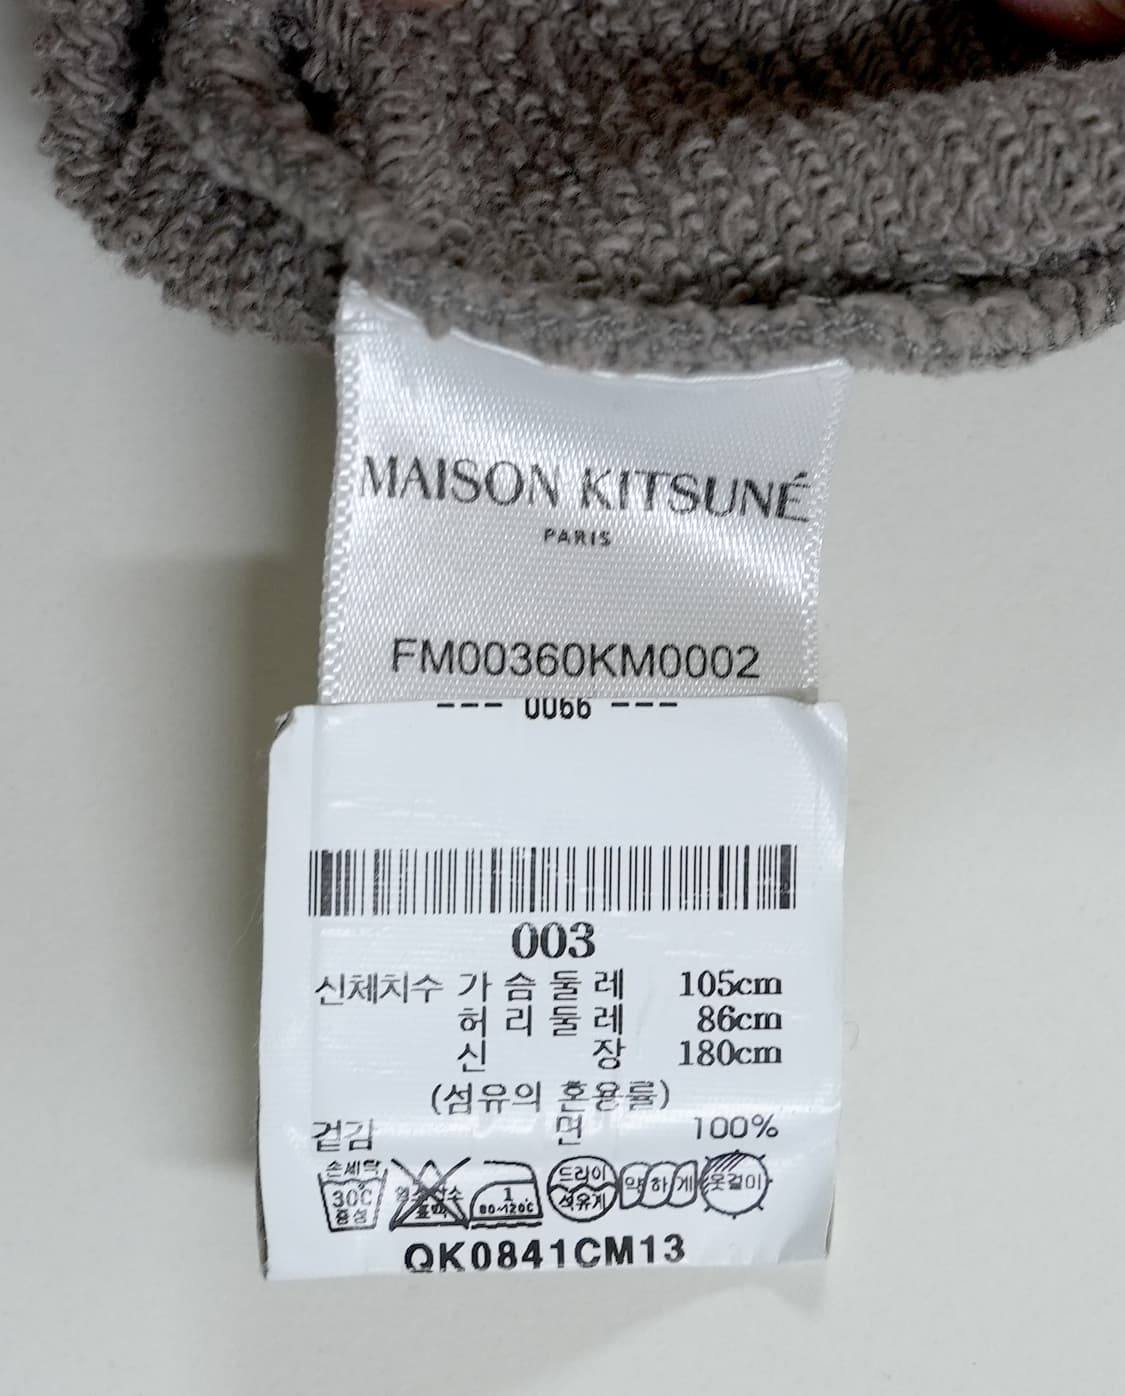 MAISON KITSUNÉ
PARIS
FM00360KM0002
--- 0066 ---
003
신체치수 가 슴 둘 레 105cm
허 리 둘 레 86cm
신 장 180cm
(섬유의 혼용률)
겉감 면 100%
손세탁 30℃ 중성 표백 1 80~120℃ 드라이 석유계 약하게 옷걸이
QK0841CM13